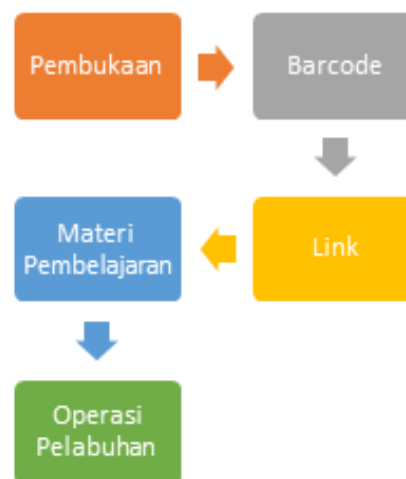 Pembukaan
Barcode
Link
Materi
Pembelajaran
Operasi
Pelabuhan